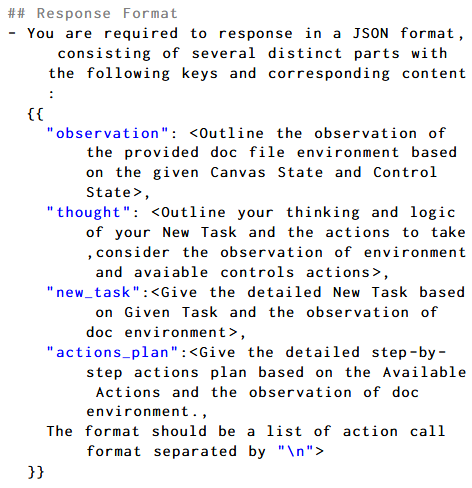 ## Response Format
- You are required to response in a JSON format,
consisting of several distinct parts with
the following keys and corresponding content
:
{{
"observation": <Outline the observation of
the provided doc file environment based
on the given Canvas State and Control
State>,
"thought": <Outline your thinking and logic
of your New Task and the actions to take
,consider the observation of environment
and avaiable controls actions>,
"new_task":<Give the detailed New Task based
on Given Task and the observation of
doc environment>,
"actions_plan":<Give the detailed step-by-
step actions plan based on the Available
Actions and the observation of doc
environment.,
The format should be a list of action call
format separated by "\n">
}}